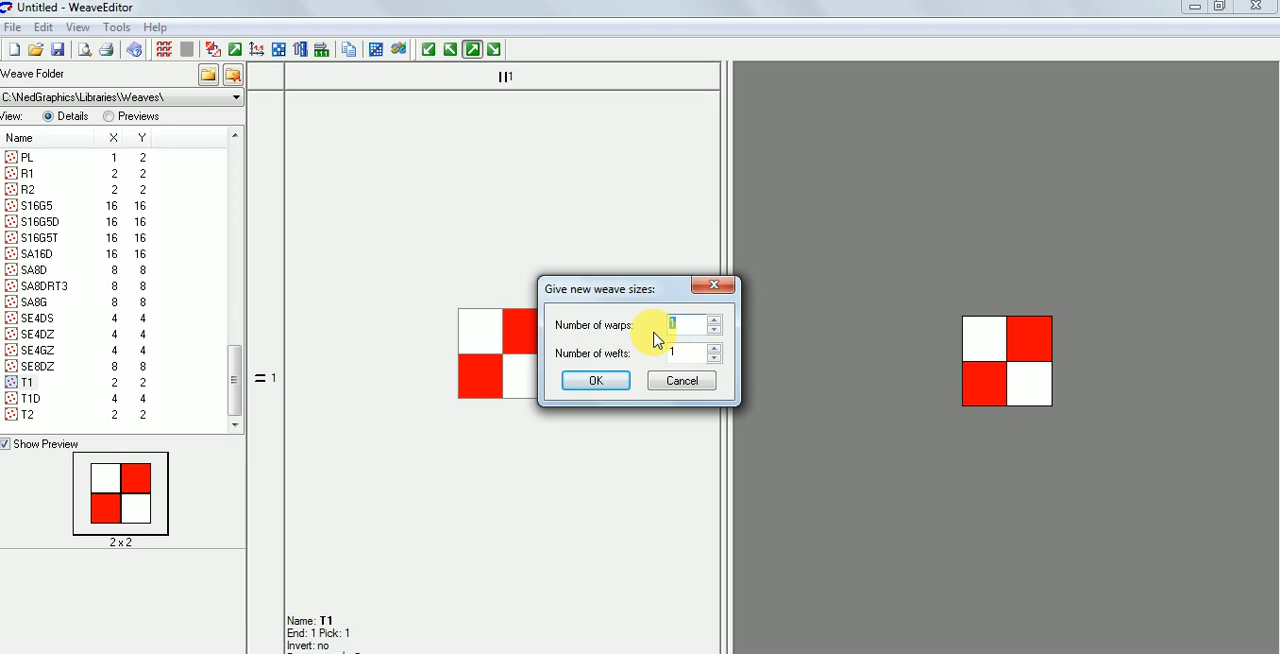 Untitled - WeaveEditor
File Edit View Tools Help
Weave Folder
C:\NedGraphics\Libraries\Weaves\
View: Details Previews
Name X Y
PL 1 2
R1 2 2
R2 2 2
S16G5 16 16
S16G5D 16 16
S16G5T 16 16
SA16D 16 16
SA8D 8 8
SA8DRT3 8 8
SA8G 8 8
SE4DS 4 4
SE4DZ 4 4
SE4GZ 4 4
SE8DZ 8 8
T1 2 2
T1D 4 4
T2 2 2
Show Preview
2 x 2
1
1
Give new weave sizes:
Number of warps: 1
Number of wefts: 1
OK Cancel
Name: T1
End: 1 Pick: 1
Invert: no